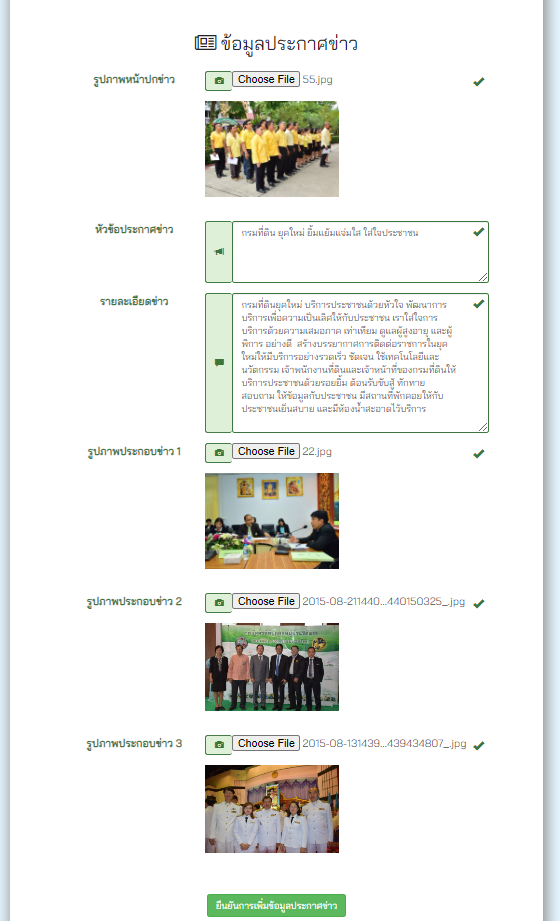 ข้อมูลประกาศข่าว
รูปภาพหน้าปกข่าว Choose File 55.jpg
หัวข้อประกาศข่าว กรมที่ดิน ยุคใหม่ ยิ้มแย้มแจ่มใส ใส่ใจประชาชน
รายละเอียดข่าว กรมที่ดินยุคใหม่ บริการประชาชนด้วยหัวใจ พัฒนาการ
บริการเพื่อความเป็นเลิศให้กับประชาชน เราใส่ใจการ
บริการด้วยความเสมอภาค เท่าเทียม ดูแลผู้สูงอายุ และผู้
พิการ อย่างดี สร้างบรรยากาศการติดต่อราชการในยุค
ใหม่ให้มีบริการอย่างรวดเร็ว ชัดเจน ใช้เทคโนโลยีและ
นวัตกรรม เจ้าพนักงานที่ดินและเจ้าหน้าที่ของกรมที่ดินให้
บริการประชาชนด้วยรอยยิ้ม ต้อนรับขับสู้ ทักทาย
สอบถาม ให้ข้อมูลกับประชาชน มีสถานที่พักคอยให้กับ
ประชาชนเย็นสบาย และมีห้องน้ำสะอาดไว้บริการ
รูปภาพประกอบข่าว 1 Choose File 22.jpg
รูปภาพประกอบข่าว 2 Choose File 2015-08-211440...440150325_.jpg
รูปภาพประกอบข่าว 3 Choose File 2015-08-131439...439434807_.jpg
ยืนยันการเพิ่มข้อมูลประกาศข่าว